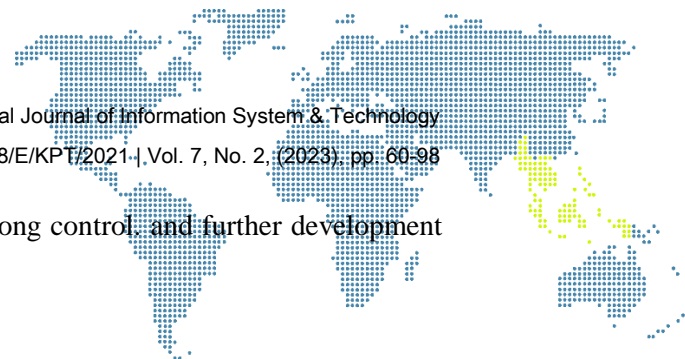 al Journal of Information System & Technology
8/E/KPT/2021 | Vol. 7, No. 2, (2023), pp. 60-98
ong control, and further development